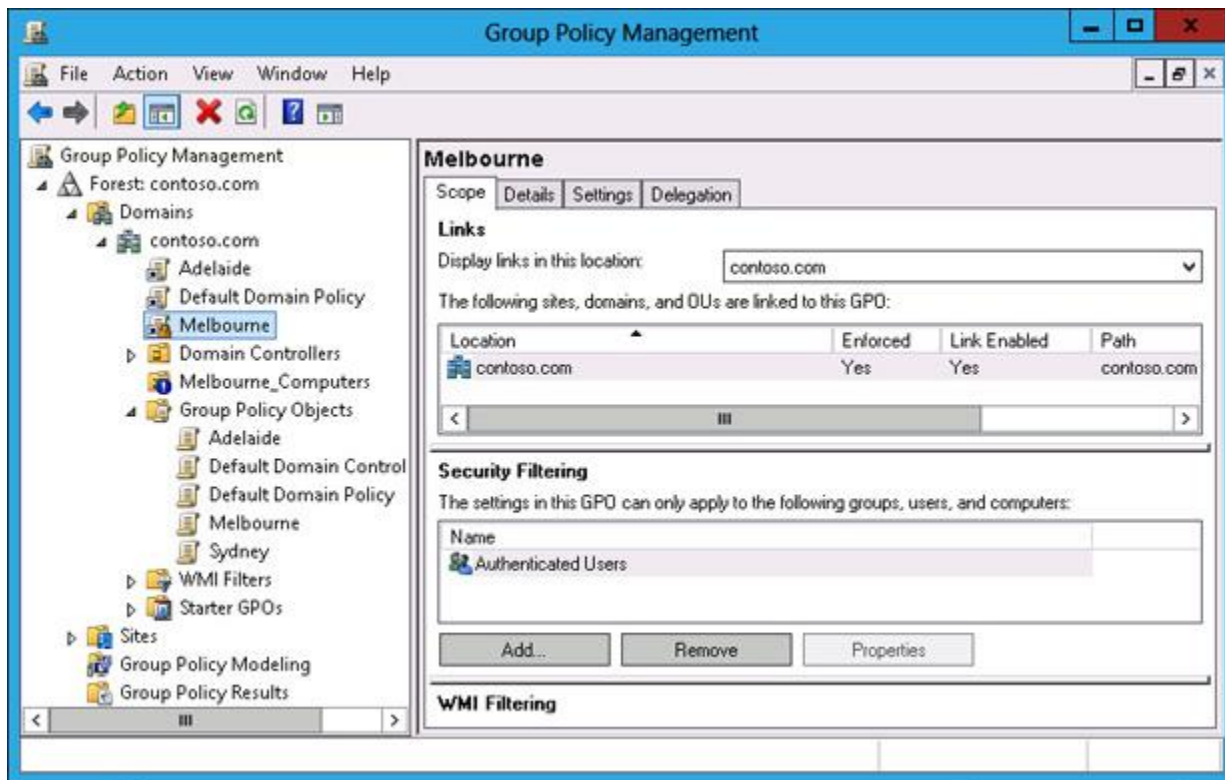 Group Policy Management
File Action View Window Help
Group Policy Management
Forest: contoso.com
Domains
contoso.com
Adelaide
Default Domain Policy
Melbourne
Domain Controllers
Melbourne_Computers
Group Policy Objects
Adelaide
Default Domain Control
Default Domain Policy
Melbourne
Sydney
WMI Filters
Starter GPOs
Sites
Group Policy Modeling
Group Policy Results
Melbourne
Scope Details Settings Delegation
Links
Display links in this location: contoso.com
The following sites, domains, and OUs are linked to this GPO:
Location Enforced Link Enabled Path
contoso.com Yes Yes contoso.com
Security Filtering
The settings in this GPO can only apply to the following groups, users, and computers:
Name
Authenticated Users
Add... Remove Properties
WMI Filtering